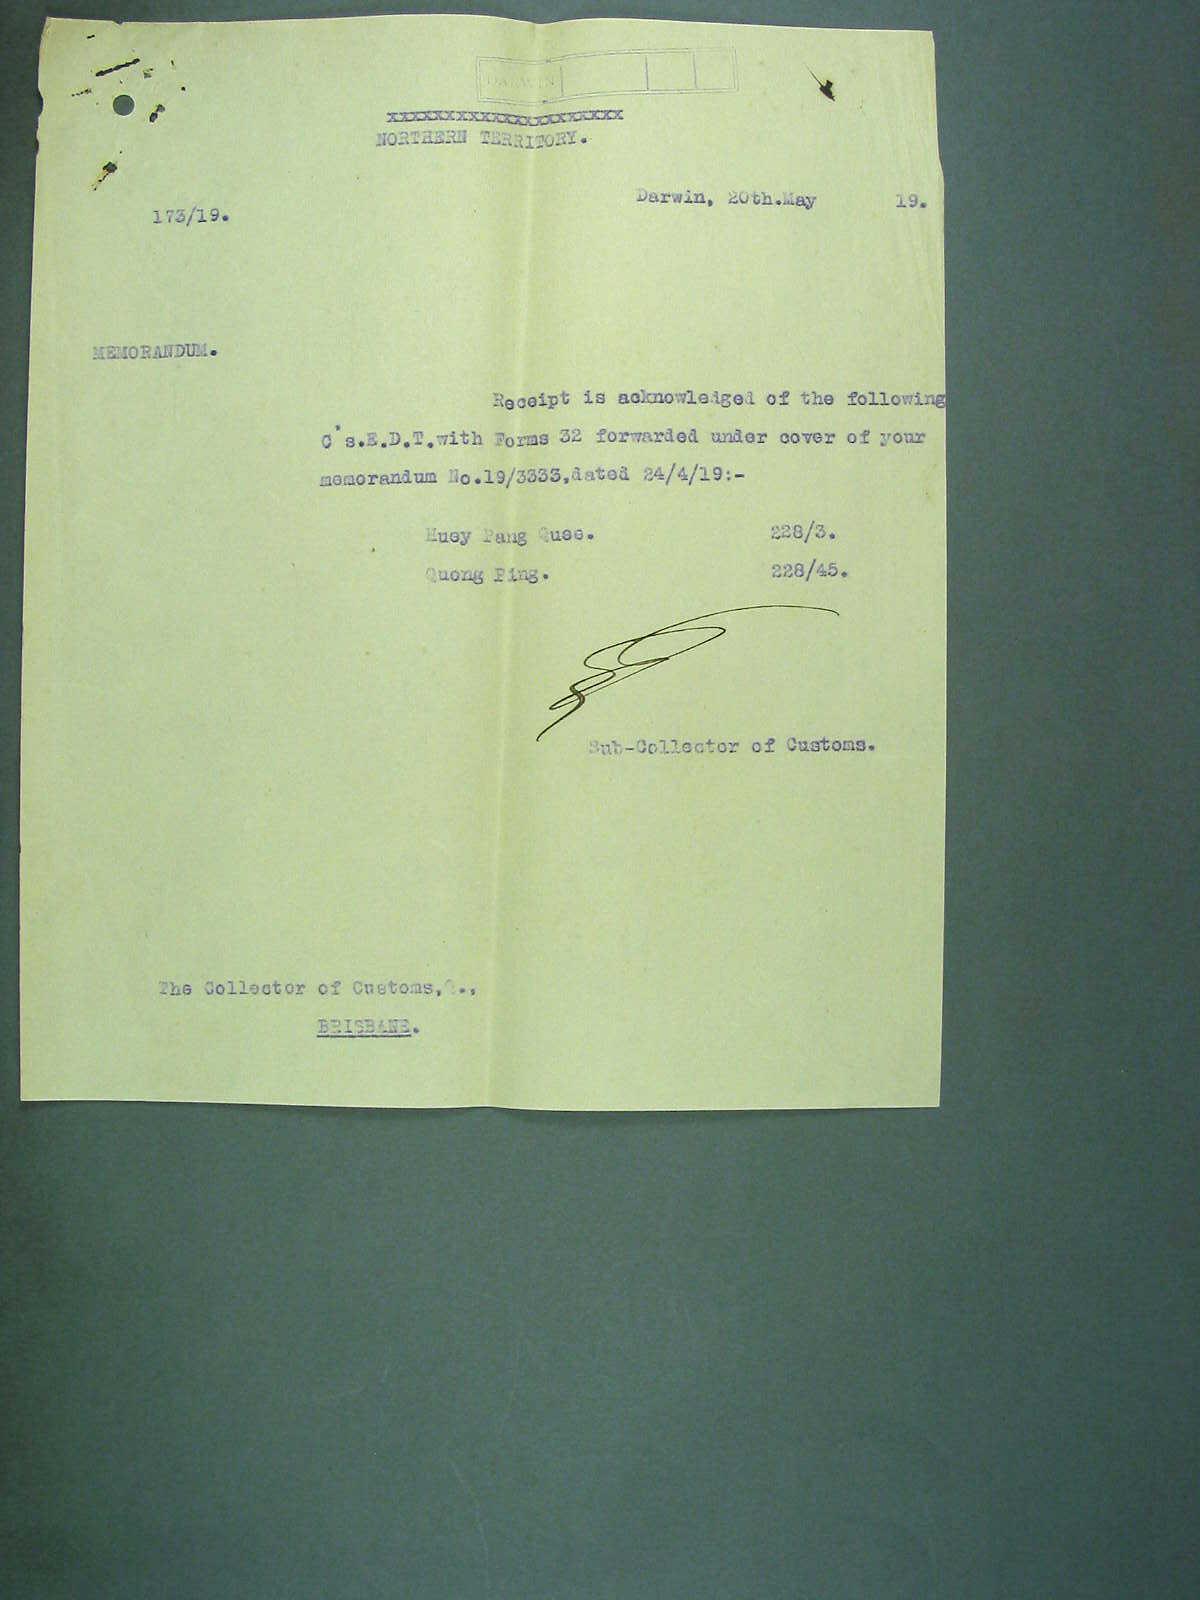 DARWIN
XXXXXXXXXXXXXXXXXXXX
NORTHERN TERRITORY.
Darwin, 20th.May 19.
173/19.
MEMORANDUM.
Receipt is acknowledged of the following
C's.E.D.T.with Forms 32 forwarded under cover of your
memorandum No.19/3333,dated 24/4/19:-
Huey Pang Quee. 228/3.
Quong Ping. 228/45.
Sub-Collector of Customs.
The Collector of Customs,
BRISBANE.